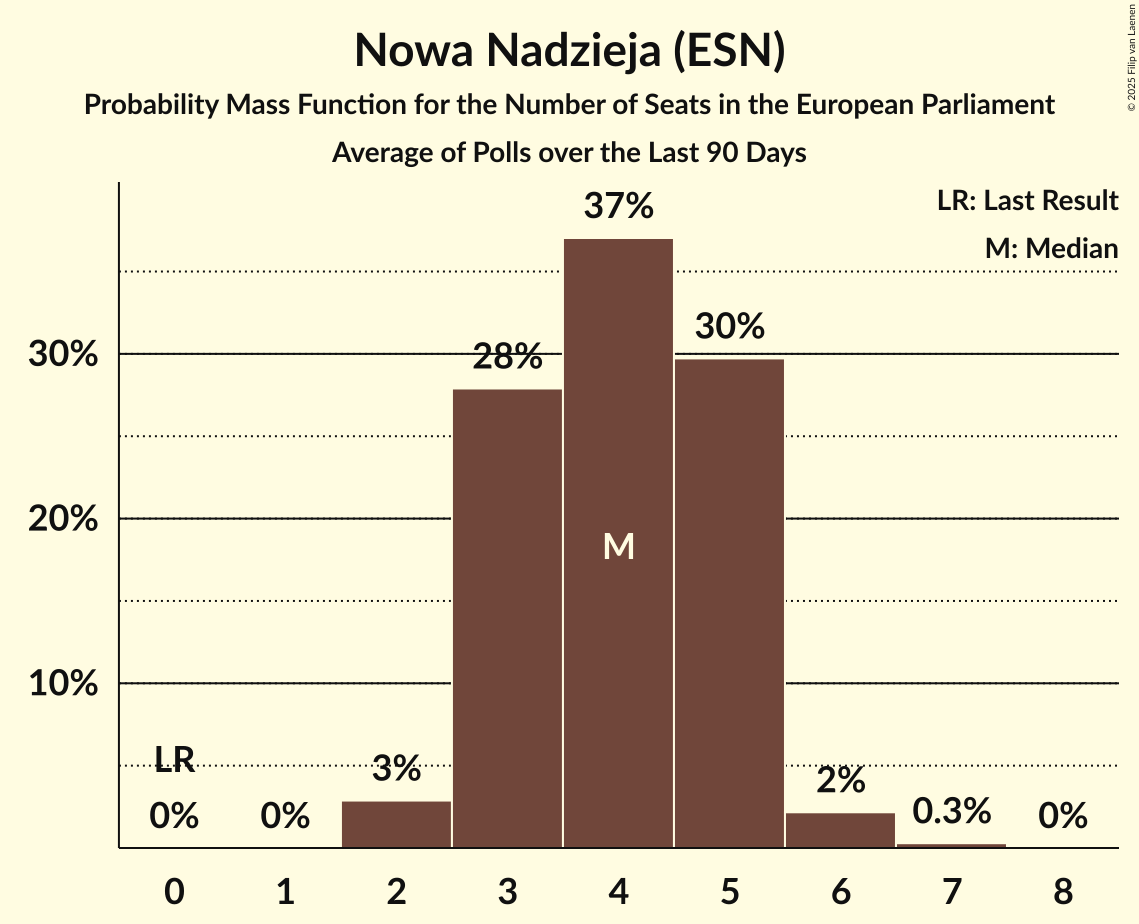 Nowa Nadzieja (ESN)
Probability Mass Function for the Number of Seats in the European Parliament
Average of Polls over the Last 90 Days
© 2025 Filip van Laenen
LR: Last Result
M: Median
37%
30%
28%
30%
20%
M
10%
LR
0%
0%
3%
2%
0.3%
0%
0 1 2 3 4 5 6 7 8